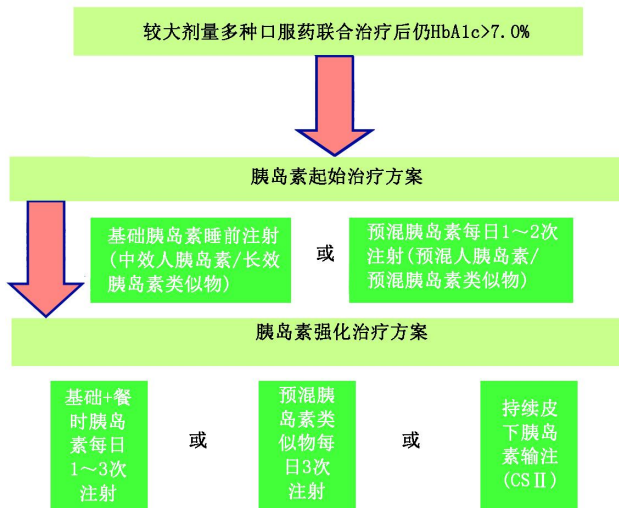 较大剂量多种口服药联合治疗后仍HbA1c>7.0%
胰岛素起始治疗方案
基础胰岛素睡前注射
(中效人胰岛素/长效
胰岛素类似物)
或
预混胰岛素每日1～2次
注射(预混人胰岛素/
预混胰岛素类似物)
胰岛素强化治疗方案
基础+餐
时胰岛
素每日
1～3次
注射
或
预混胰
岛素类
似物每
日3次
注射
或
持续皮
下胰岛
素输注
(CSⅡ)